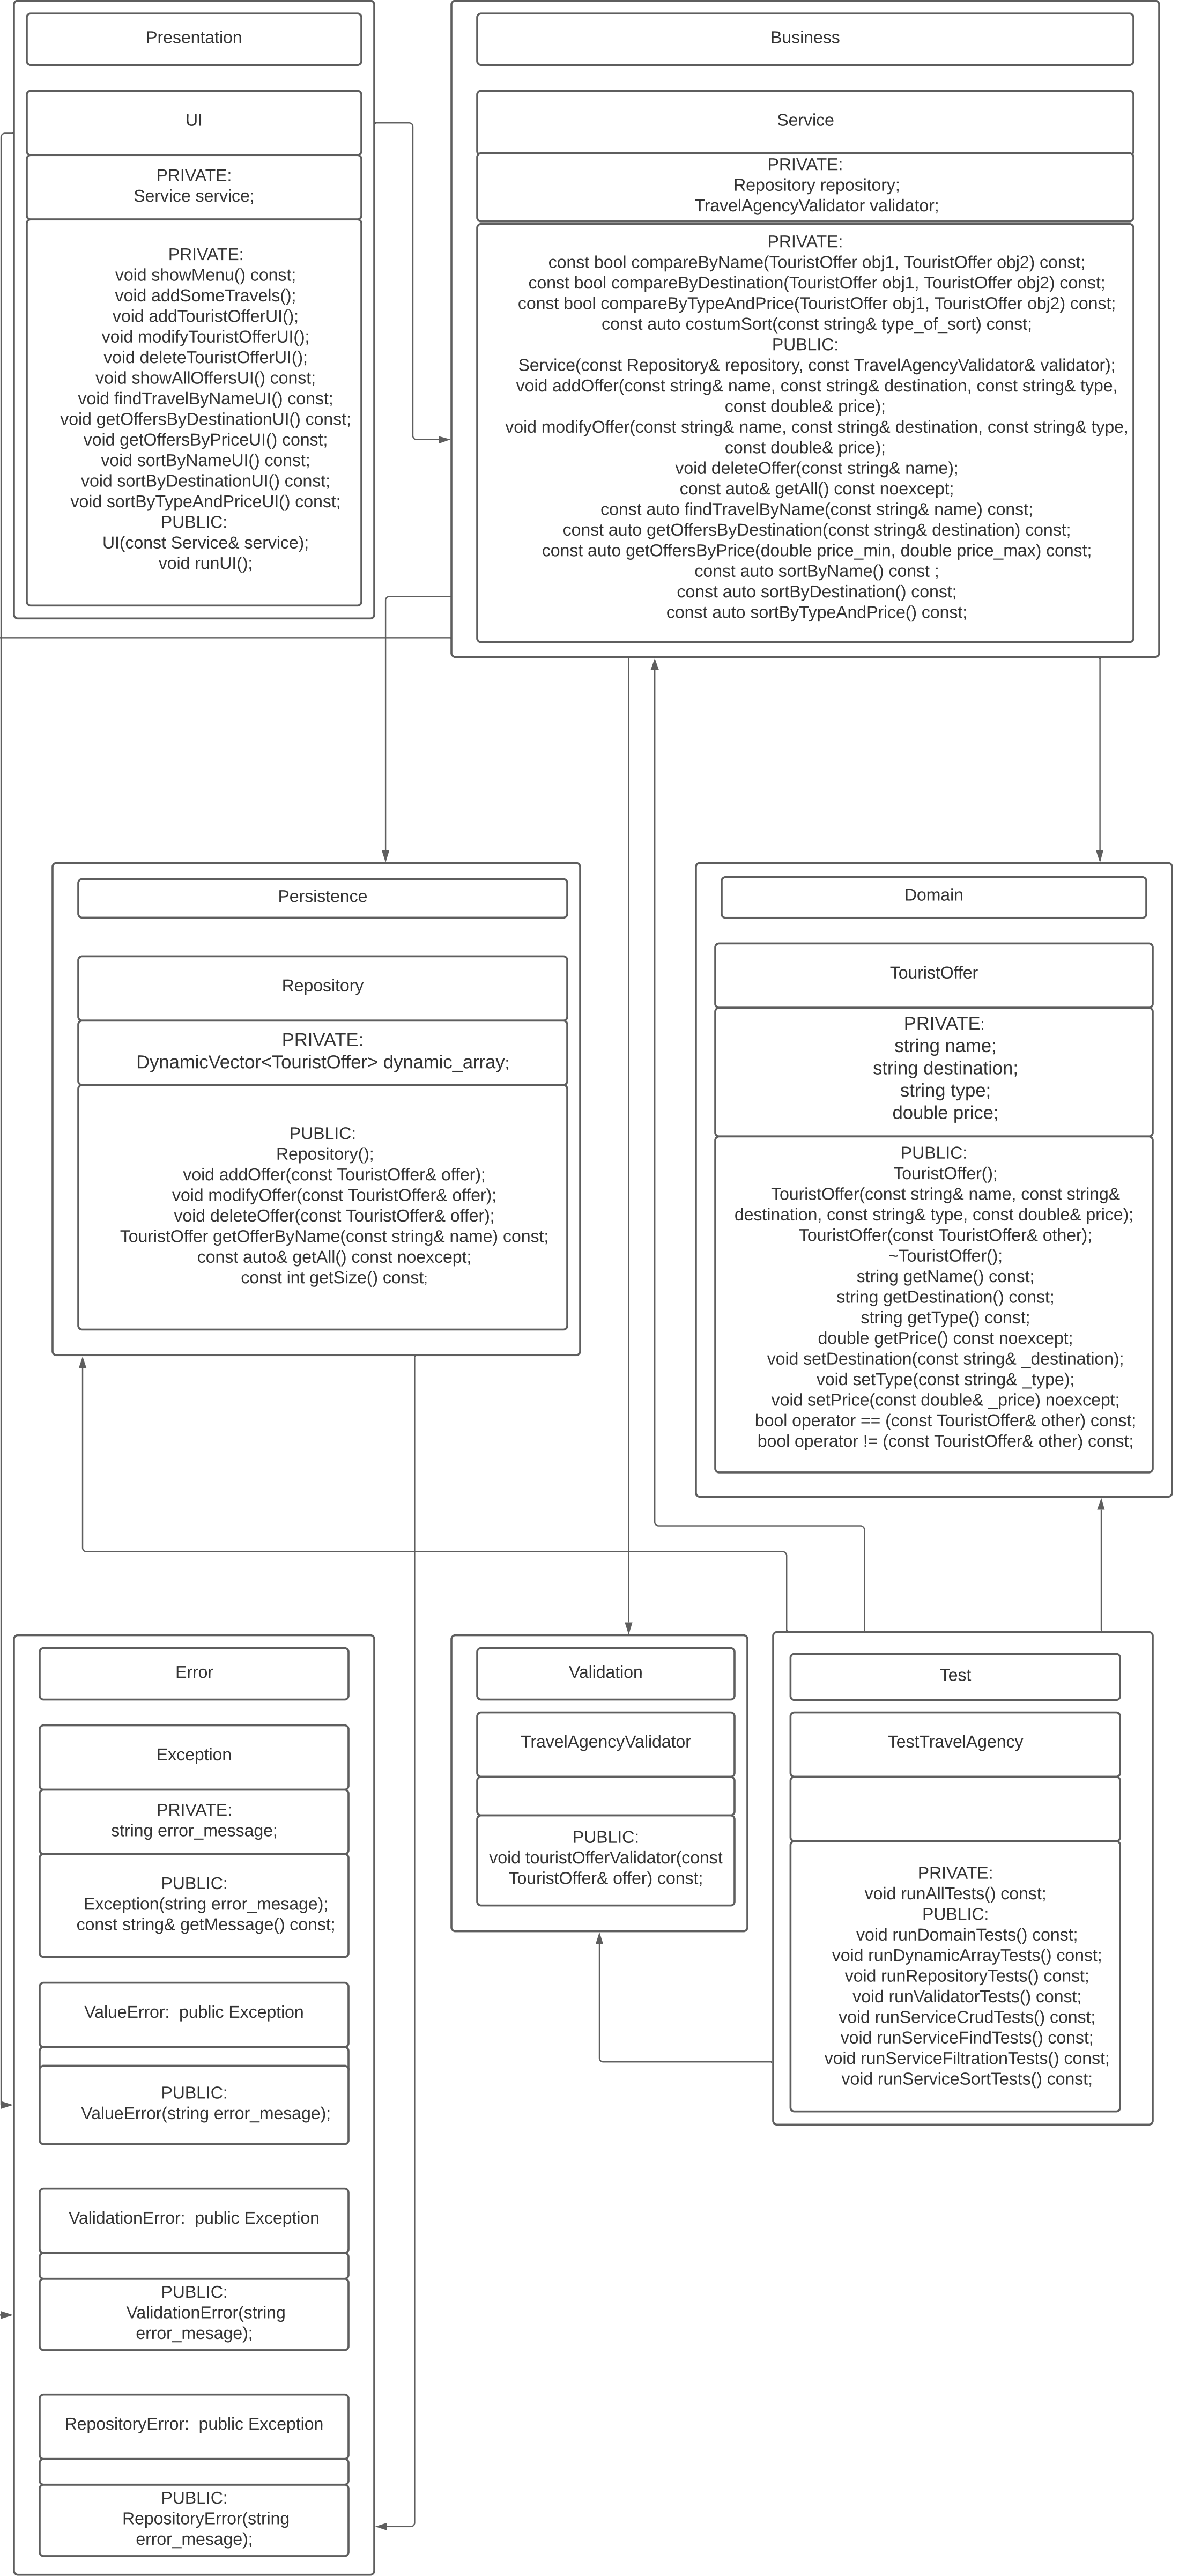 Presentation
UI
PRIVATE:
Service service;
PRIVATE:
void showMenu() const;
void addSomeTravels();
void addTouristOfferUI();
void modifyTouristOfferUI();
void deleteTouristOfferUI();
void showAllOffersUI() const;
void findTravelByNameUI() const;
void getOffersByDestinationUI() const;
void getOffersByPriceUI() const;
void sortByNameUI() const;
void sortByDestinationUI() const;
void sortByTypeAndPriceUI() const;
PUBLIC:
UI(const Service& service);
void runUI();
Business
Service
PRIVATE:
Repository repository;
TravelAgencyValidator validator;
PRIVATE:
const bool compareByName(TouristOffer obj1, TouristOffer obj2) const;
const bool compareByDestination(TouristOffer obj1, TouristOffer obj2) const;
const bool compareByTypeAndPrice(TouristOffer obj1, TouristOffer obj2) const;
const auto costumSort(const string& type_of_sort) const;
PUBLIC:
Service(const Repository& repository, const TravelAgencyValidator& validator);
void addOffer(const string& name, const string& destination, const string& type,
const double& price);
void modifyOffer(const string& name, const string& destination, const string& type,
const double& price);
void deleteOffer(const string& name);
const auto& getAll() const noexcept;
const auto findTravelByName(const string& name) const;
const auto getOffersByDestination(const string& destination) const;
const auto getOffersByPrice(double price_min, double price_max) const;
const auto sortByName() const ;
const auto sortByDestination() const;
const auto sortByTypeAndPrice() const;
Persistence
Repository
PRIVATE:
DynamicVector<TouristOffer> dynamic_array;
PUBLIC:
Repository();
void addOffer(const TouristOffer& offer);
void modifyOffer(const TouristOffer& offer);
void deleteOffer(const TouristOffer& offer);
TouristOffer getOfferByName(const string& name) const;
const auto& getAll() const noexcept;
const int getSize() const;
Domain
TouristOffer
PRIVATE:
string name;
string destination;
string type;
double price;
PUBLIC:
TouristOffer();
TouristOffer(const string& name, const string&
destination, const string& type, const double& price);
TouristOffer(const TouristOffer& other);
~TouristOffer();
string getName() const;
string getDestination() const;
string getType() const;
double getPrice() const noexcept;
void setDestination(const string& _destination);
void setType(const string& _type);
void setPrice(const double& _price) noexcept;
bool operator == (const TouristOffer& other) const;
bool operator != (const TouristOffer& other) const;
Error
Exception
PRIVATE:
string error_message;
PUBLIC:
Exception(string error_mesage);
const string& getMessage() const;
ValueError:  public Exception
PUBLIC:
ValueError(string error_mesage);
ValidationError:  public Exception
PUBLIC:
ValidationError(string
error_mesage);
RepositoryError:  public Exception
PUBLIC:
RepositoryError(string
error_mesage);
Validation
TravelAgencyValidator
PUBLIC:
void touristOfferValidator(const
TouristOffer& offer) const;
Test
TestTravelAgency
PRIVATE:
void runAllTests() const;
PUBLIC:
void runDomainTests() const;
void runDynamicArrayTests() const;
void runRepositoryTests() const;
void runValidatorTests() const;
void runServiceCrudTests() const;
void runServiceFindTests() const;
void runServiceFiltrationTests() const;
void runServiceSortTests() const;